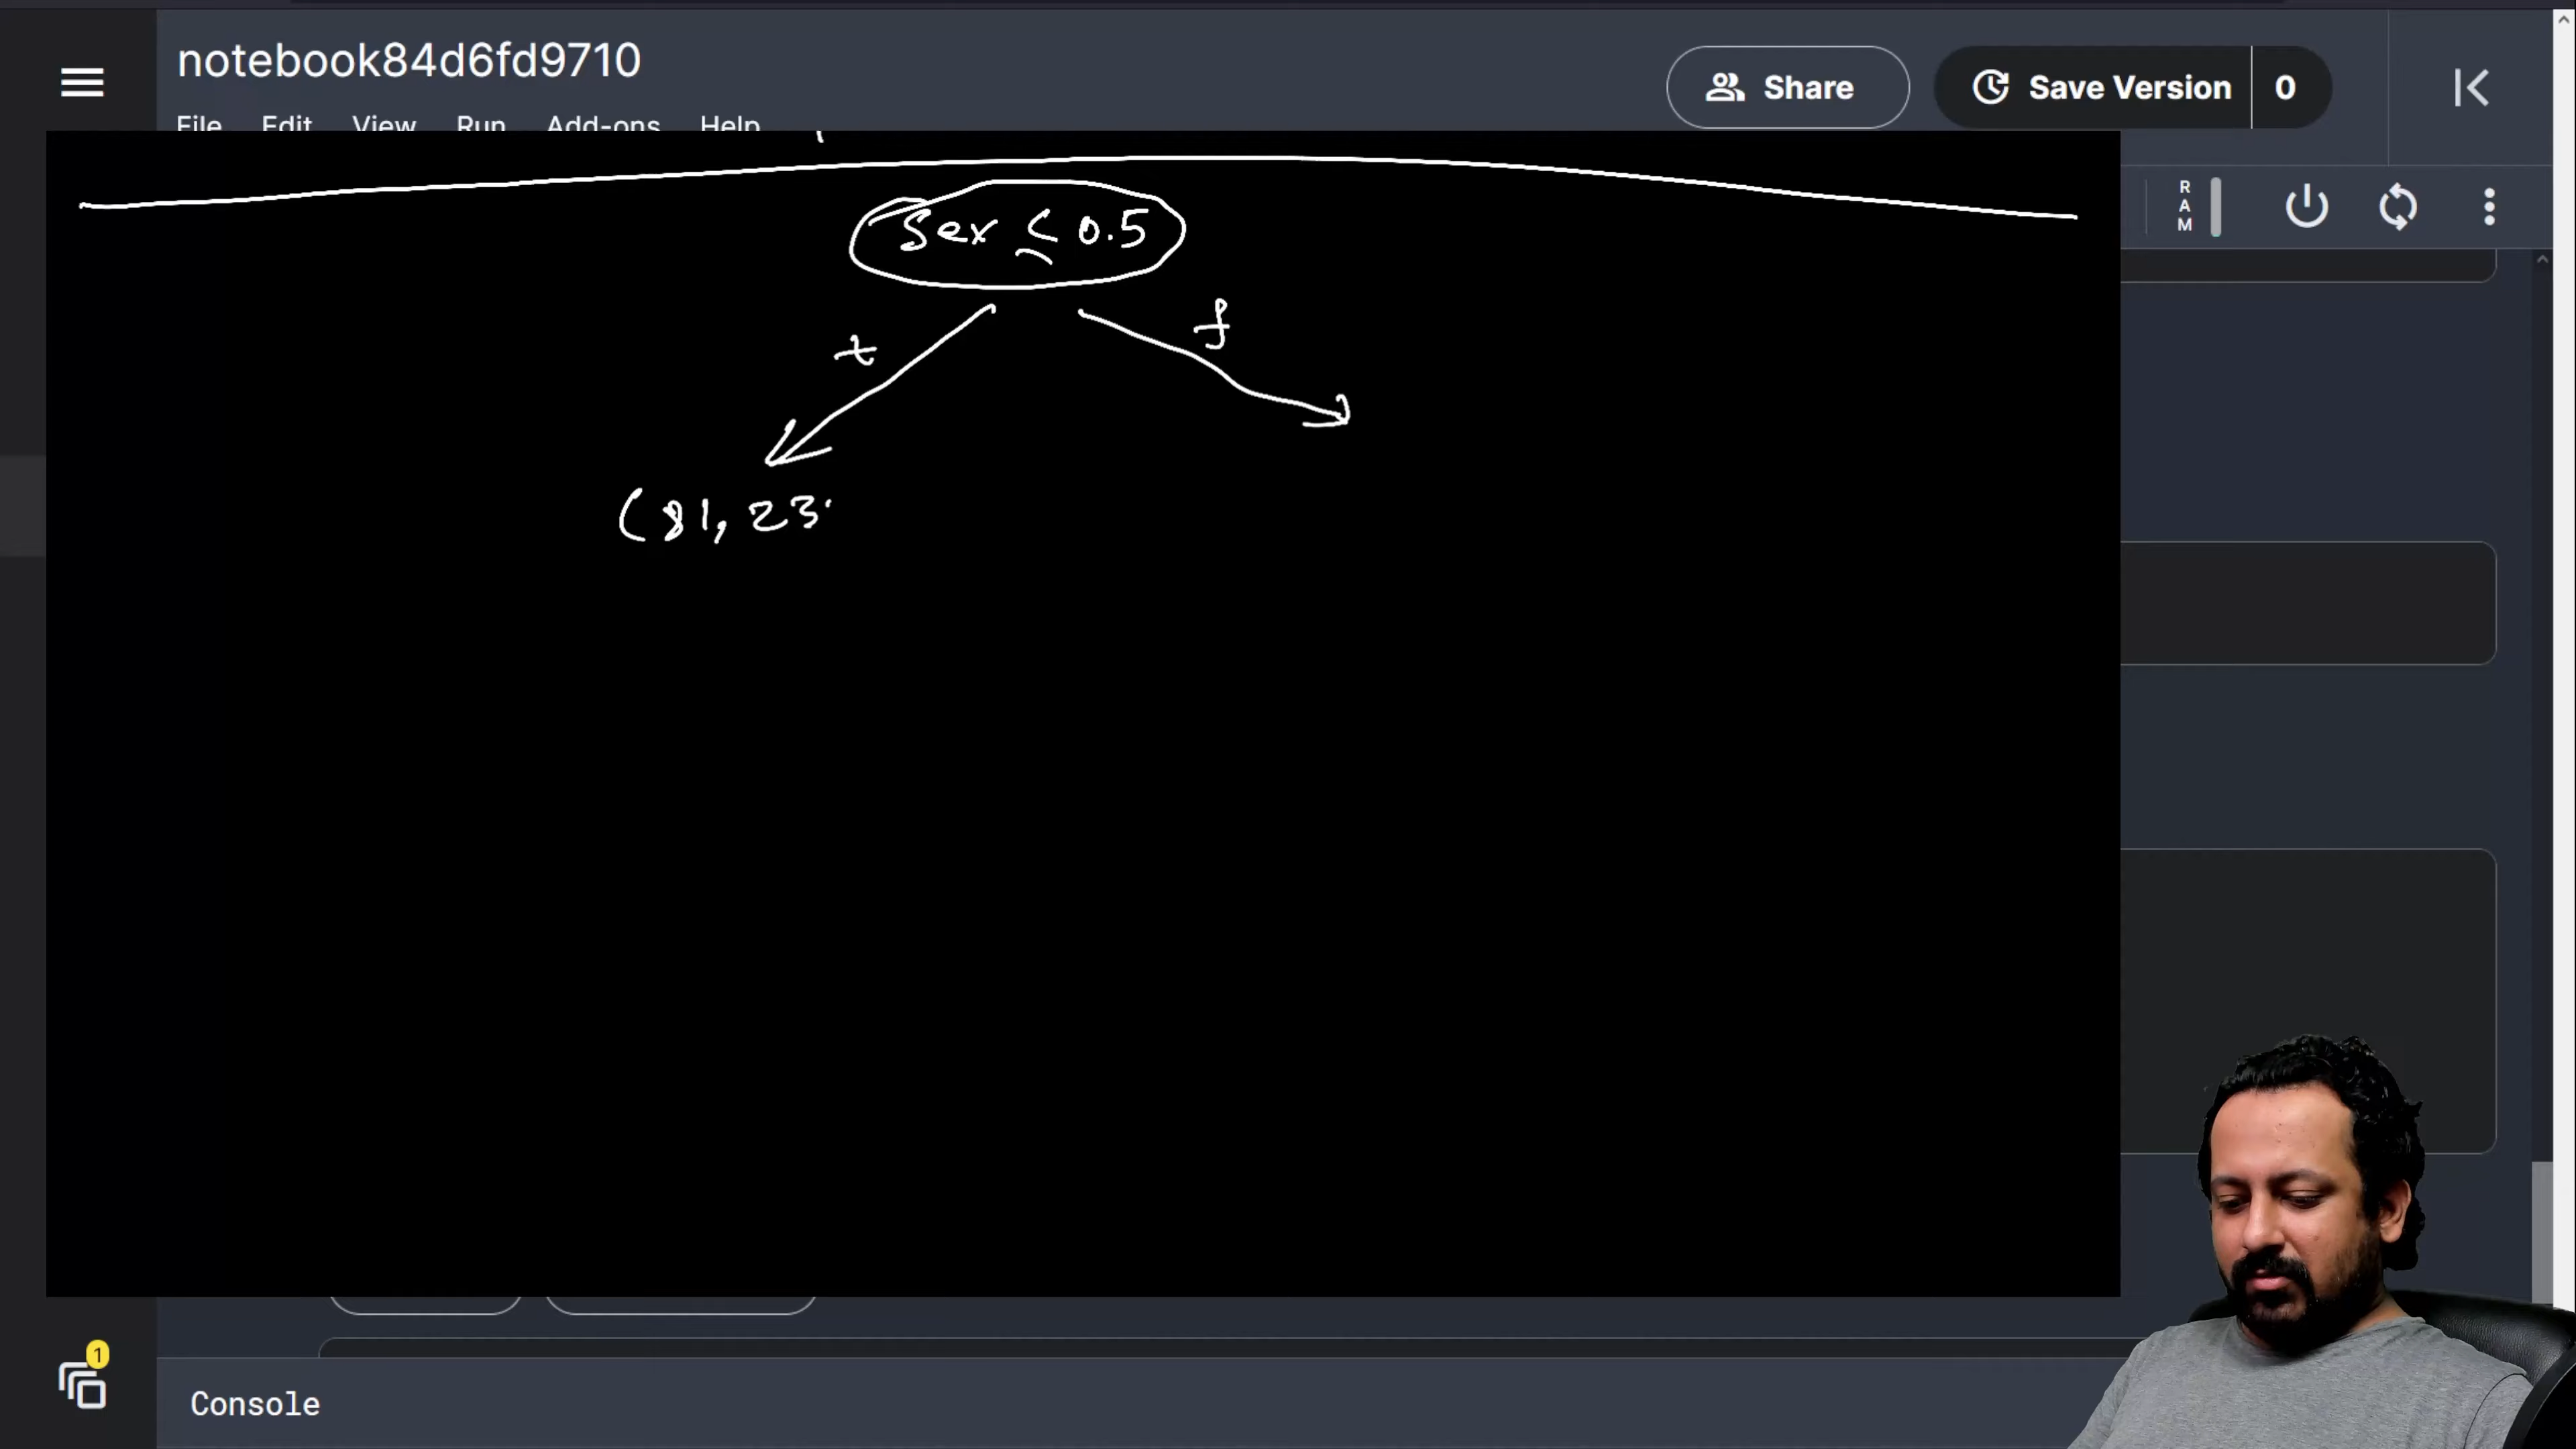 notebook84d6fd9710
Share
Save Version
0
File Edit View Run Add-ons Help
RAM
Sex ≤ 0.5
t
f
(81, 23
1
Console